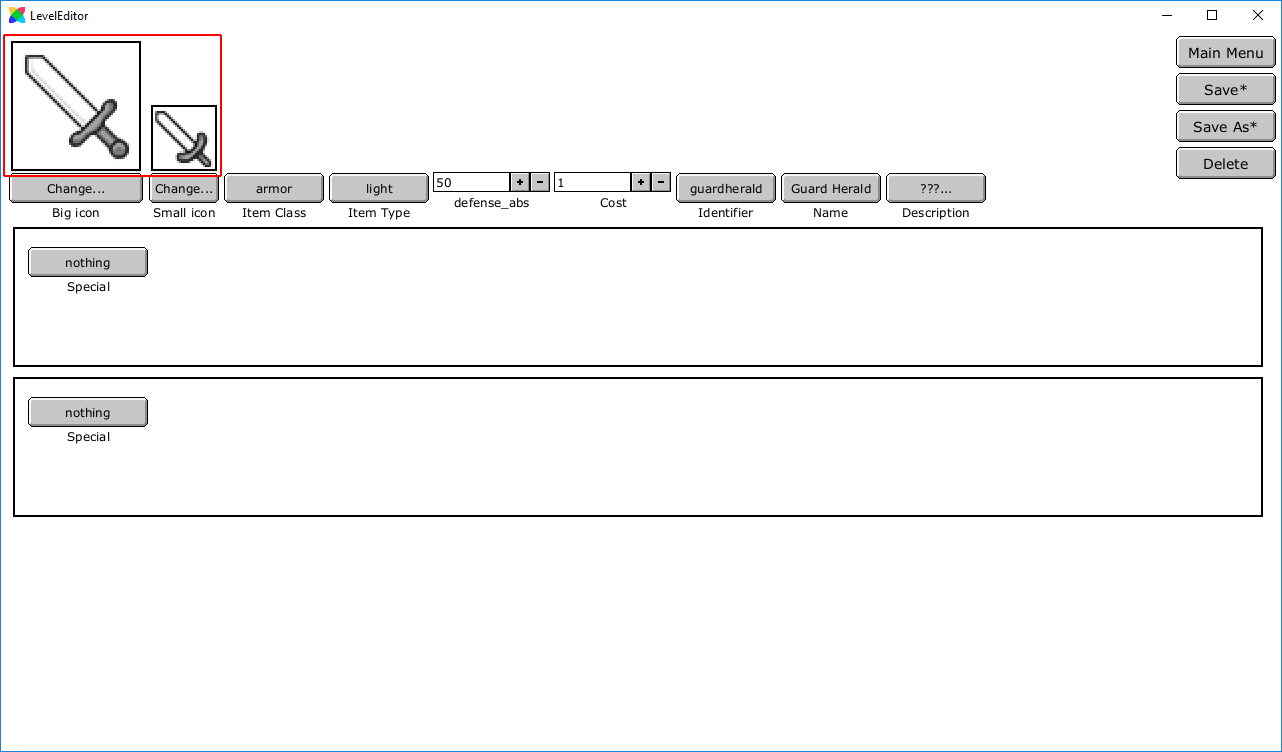 LevelEditor
Main Menu
Save*
Save As*
Delete
Change... Change... armor light 50 + - 1 + - guardherald Guard Herald ???...
Big icon Small icon Item Class Item Type defense_abs Cost Identifier Name Description
nothing
Special
nothing
Special